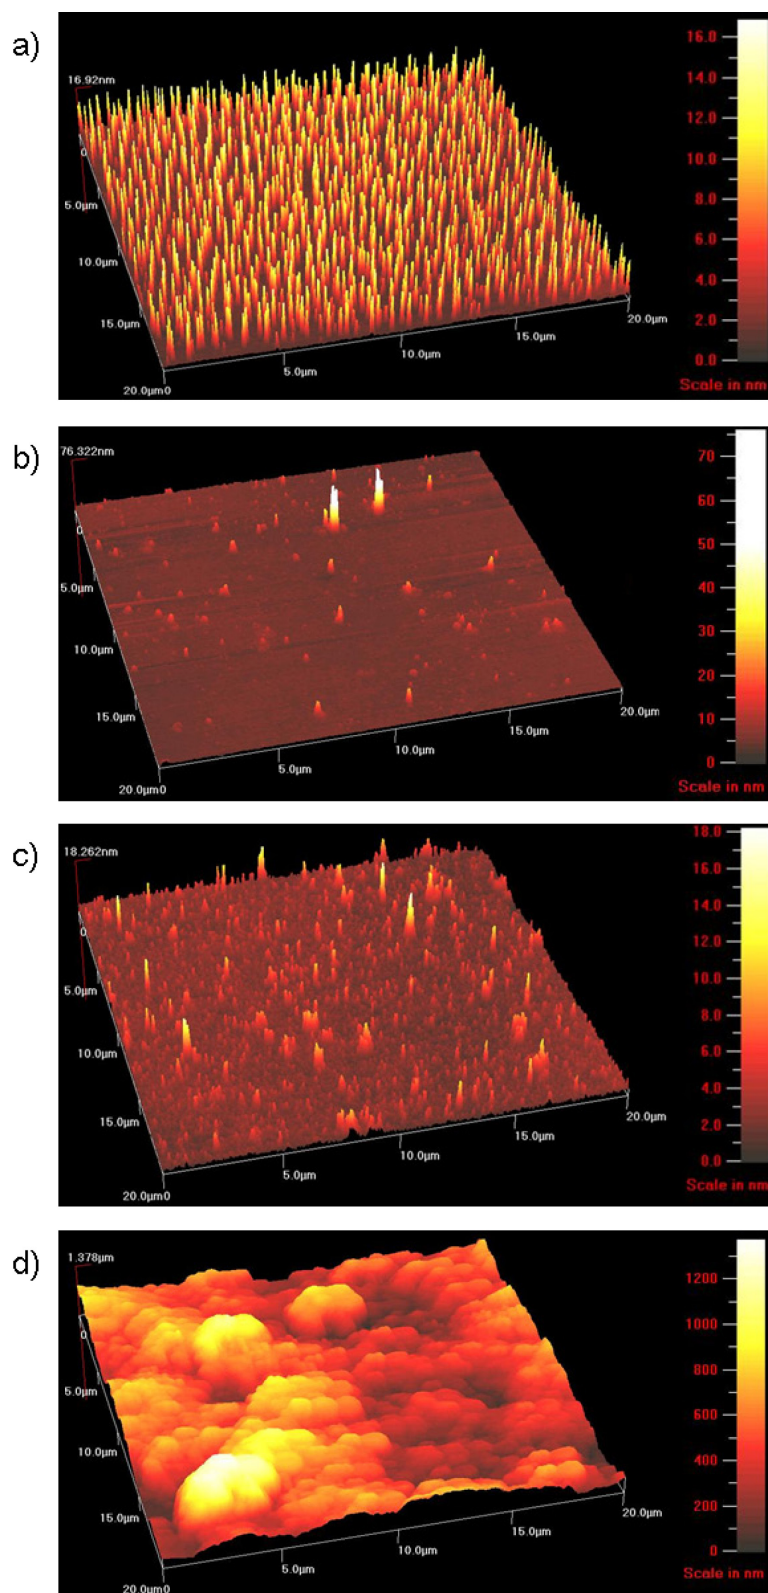 a)
16.92nm
0
5.0µm
10.0µm
15.0µm
20.0µm0
5.0µm
10.0µm
15.0µm
20.0µm
16.0
14.0
12.0
10.0
8.0
6.0
4.0
2.0
0.0
Scale in nm
b)
76.322nm
0
5.0µm
10.0µm
15.0µm
20.0µm0
5.0µm
10.0µm
15.0µm
20.0µm
70
60
50
40
30
20
10
0
Scale in nm
c)
18.262nm
0
5.0µm
10.0µm
15.0µm
20.0µm0
5.0µm
10.0µm
15.0µm
20.0µm
18.0
16.0
14.0
12.0
10.0
8.0
6.0
4.0
2.0
0.0
Scale in nm
d)
1.378µm
0
5.0µm
10.0µm
15.0µm
20.0µm0
5.0µm
10.0µm
15.0µm
20.0µm
1200
1000
800
600
400
200
0
Scale in nm